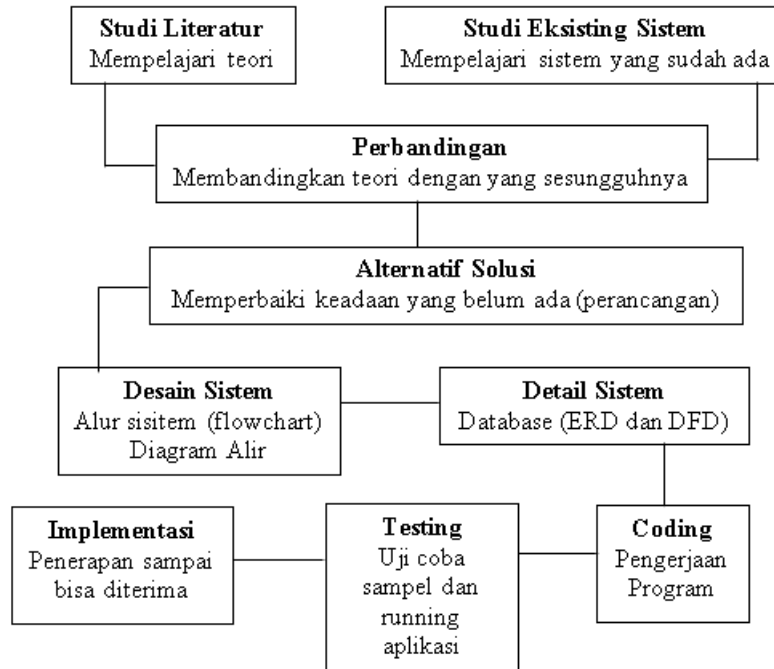 Studi Literatur
Mempelajari teori
Studi Eksisting Sistem
Mempelajari sistem yang sudah ada
Perbandingan
Membandingkan teori dengan yang sesungguhnya
Alternatif Solusi
Memperbaiki keadaan yang belum ada (perancangan)
Desain Sistem
Alur sisitem (flowchart)
Diagram Alir
Detail Sistem
Database (ERD dan DFD)
Implementasi
Penerapan sampai
bisa diterima
Testing
Uji coba
sampel dan
running
aplikasi
Coding
Pengerjaan
Program